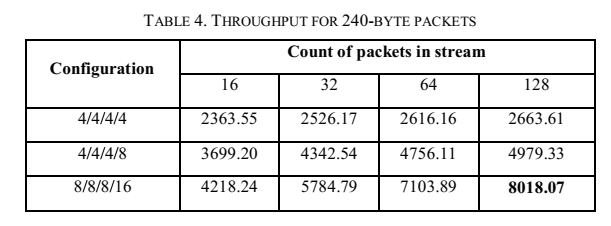 TABLE 4. THROUGHPUT FOR 240-BYTE PACKETS
Configuration
Count of packets in stream
16 32 64 128
4/4/4/4 2363.55 2526.17 2616.16 2663.61
4/4/4/8 3699.20 4342.54 4756.11 4979.33
8/8/8/16 4218.24 5784.79 7103.89 8018.07